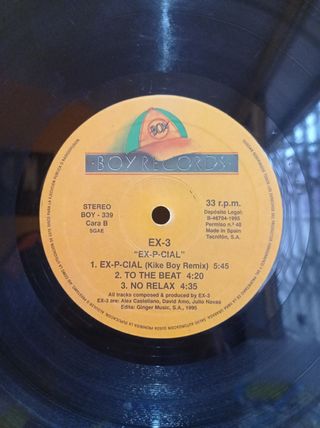 BOY
·BOY RECORDS·
STEREO
BOY - 339
Cara B
SGAE
33 r.p.m.
Depósito Legal:
B-46794-1995
Permiso nº 48
Made in Spain
Tecnifón, S.A.
EX-3
"EX-P-CIAL"
1. EX-P-CIAL (Kike Boy Remix) 5:45
2. TO THE BEAT 4:20
3. NO RELAX 4:35
All tracks composed & produced by EX-3
EX-3 are: Alex Castellano, David Amo, Julio Navas
Edita: Ginger Music, S.A., 1995